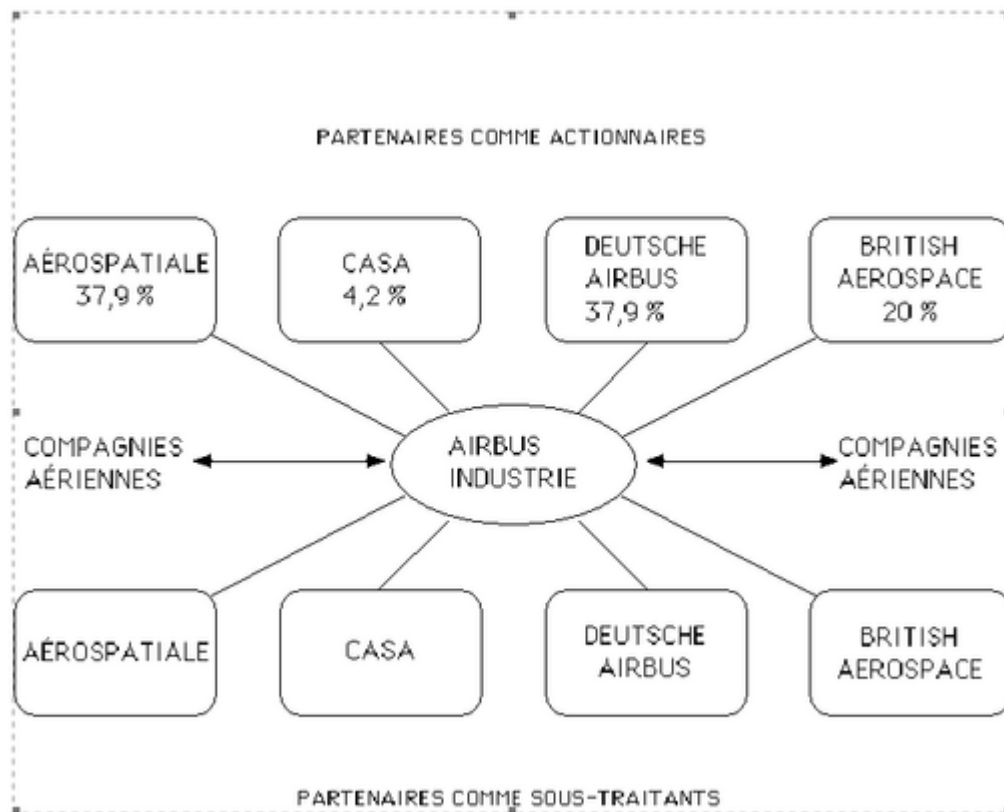 PARTENAIRES COMME ACTIONNAIRES
AÉROSPATIALE
37,9 %
CASA
4,2 %
DEUTSCHE
AIRBUS
37,9 %
BRITISH
AEROSPACE
20 %
COMPAGNIES
AÉRIENNES
AIRBUS
INDUSTRIE
COMPAGNIES
AÉRIENNES
AÉROSPATIALE
CASA
DEUTSCHE
AIRBUS
BRITISH
AEROSPACE
PARTENAIRES COMME SOUS-TRAITANTS